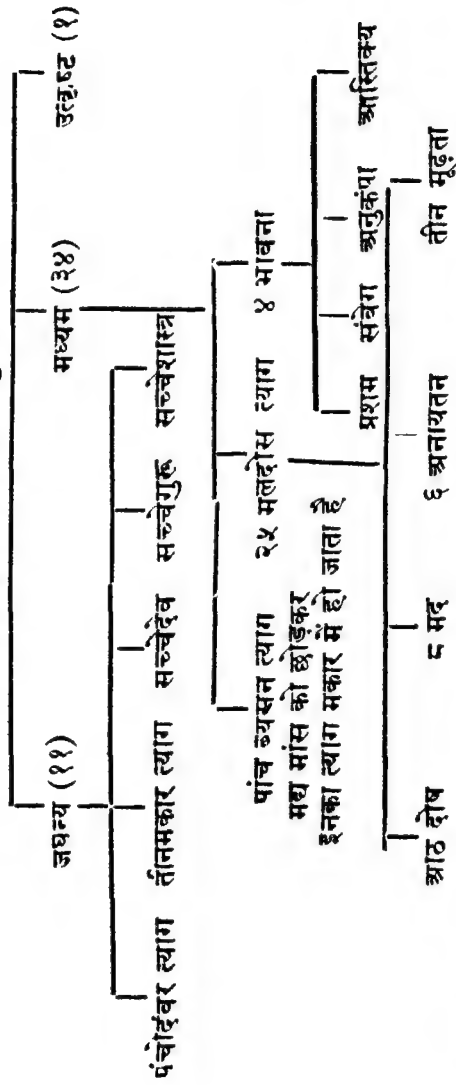 जघन्य (११) मध्यम (३४) उत्कृष्ट (१)
पंचोदंवर त्याग तीनमकार त्याग सच्चेदेव सच्चेगुरू सच्चेशास्त्र
पांच व्यसन त्याग २५ मलदोस त्याग ४ भावना
मद्य मांस को छोड़कर
इनका त्याग मकार में हो जाता है
प्रशम संवेग अनुकंपा आस्तिक्य
आठ दोष ८ मद ६ अनायतन तीन मूढ़ता